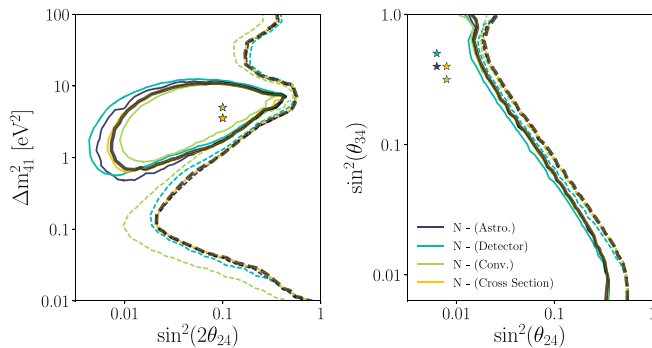 100
10
1
0.1
0.01
Δm²₄₁ [eV²]
0.01
0.1
1
sin²(2θ₂₄)
1.0
0.1
0.01
sin²(θ₃₄)
N - (Astro.)
N - (Detector)
N - (Conv.)
N - (Cross Section)
0.01
0.1
1
sin²(θ₂₄)